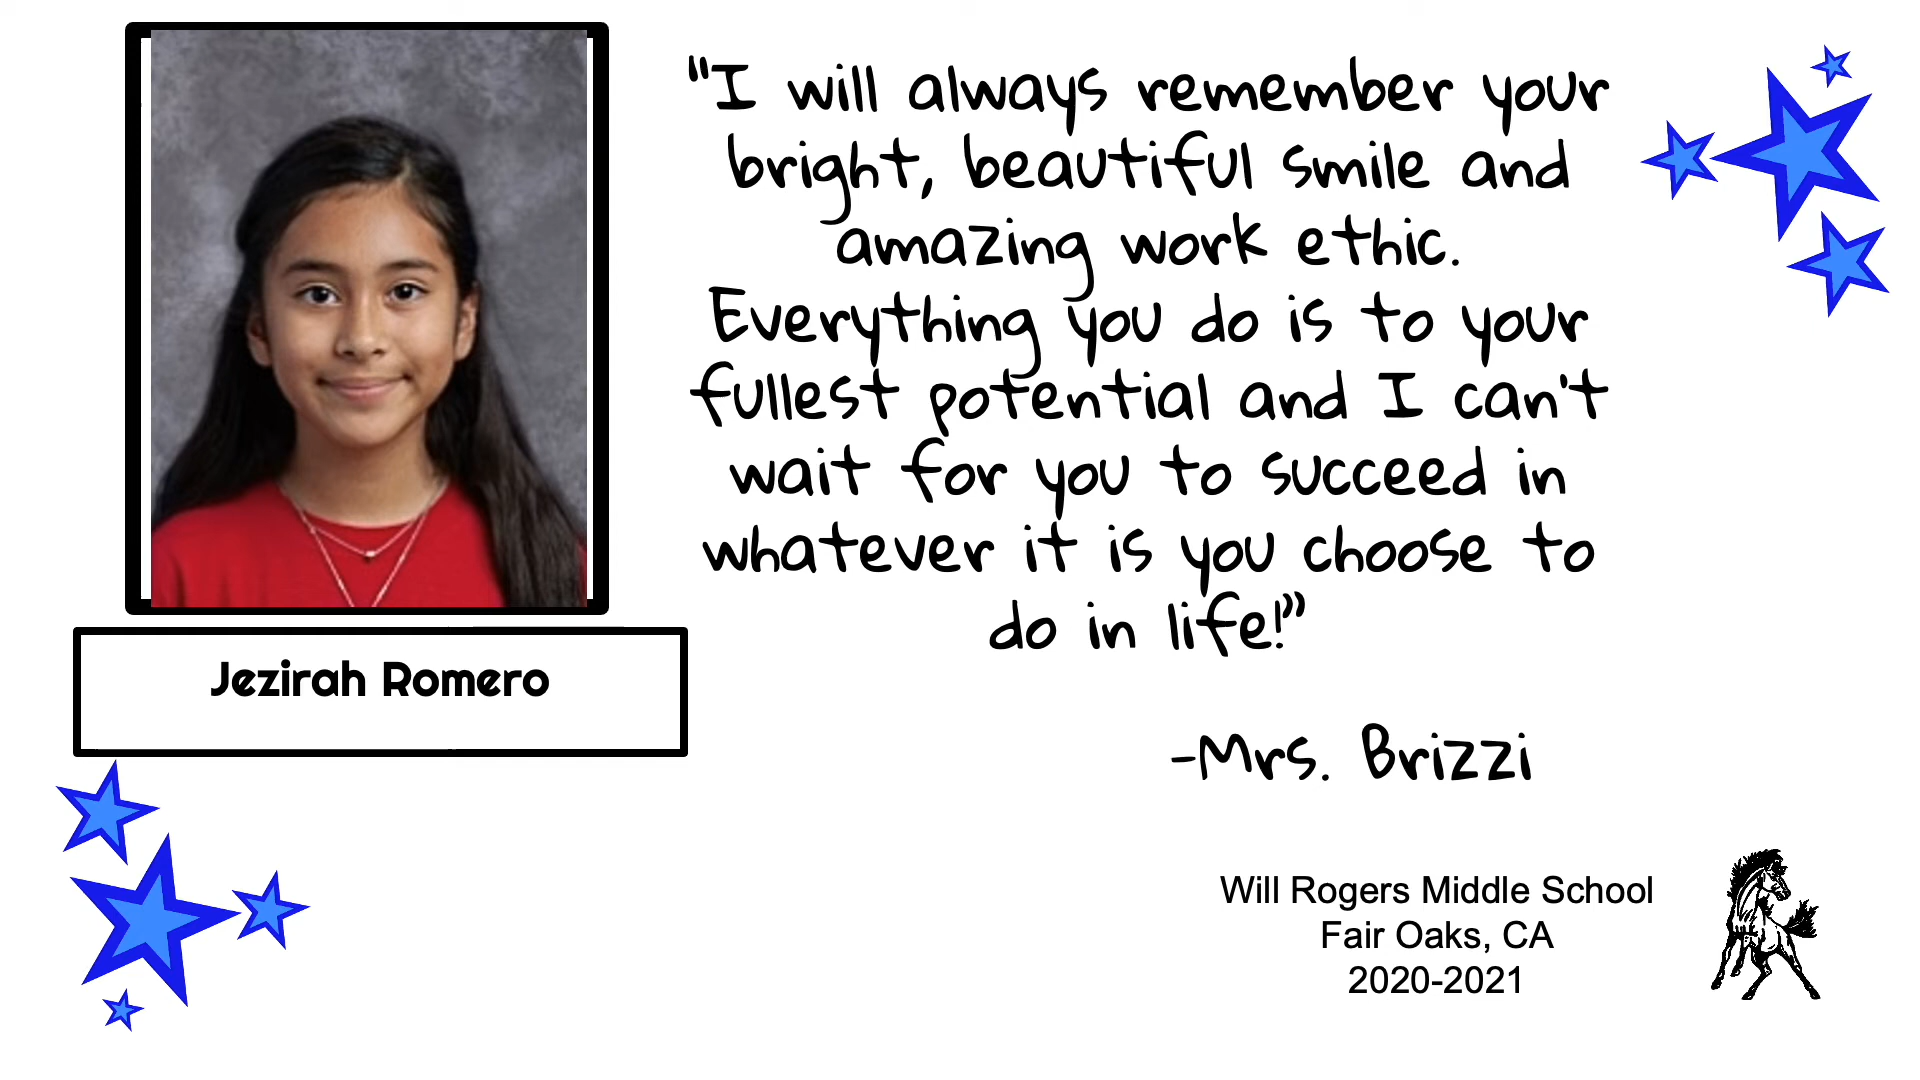 "I will always remember your
bright, beautiful smile and
amazing work ethic.
Everything you do is to your
fullest potential and I can't
wait for you to succeed in
whatever it is you choose to
do in life!”
-Mrs. Brizzi
Jezirah Romero
Will Rogers Middle School
Fair Oaks, CA
2020-2021